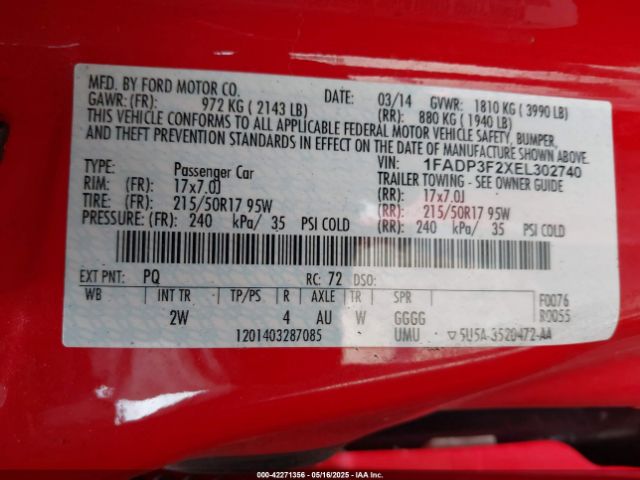 MFD. BY FORD MOTOR CO. DATE: 03/14 GVWR: 1810 KG ( 3990 LB)
GAWR: (FR): 972 KG ( 2143 LB) (RR): 880 KG ( 1940 LB)
THIS VEHICLE CONFORMS TO ALL APPLICABLE FEDERAL MOTOR VEHICLE SAFETY, BUMPER,
AND THEFT PREVENTION STANDARDS IN EFFECT ON THE DATE OF MANUFACTURE SHOWN ABOVE.
VIN: 1FADP3F2XEL302740
TYPE: Passenger Car TRAILER TOWING - SEE OWNER GUIDE
RIM: (FR): 17x7.0J (RR): 17x7.0J
TIRE: (FR): 215/50R17 95W (RR): 215/50R17 95W
PRESSURE: (FR): 240 kPa/ 35 PSI COLD (RR): 240 kPa/ 35 PSI COLD
EXT PNT: PQ RC: 72 DSO:
WB INT TR TP/PS R AXLE TR SPR F0076
2W 4 AU W GGGG R0055
1201403287085 UMU ▽ 5U5A-3520472-AA
000-42271356 - 05/16/2025 - IAA Inc.